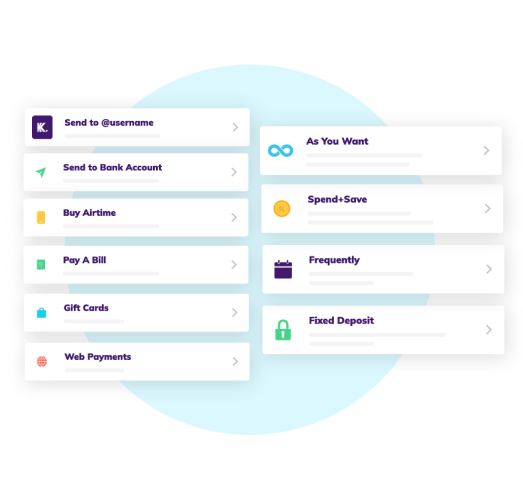 K.
Send to @username
Send to Bank Account
Buy Airtime
Pay A Bill
Gift Cards
Web Payments
As You Want
Spend+Save
Frequently
Fixed Deposit